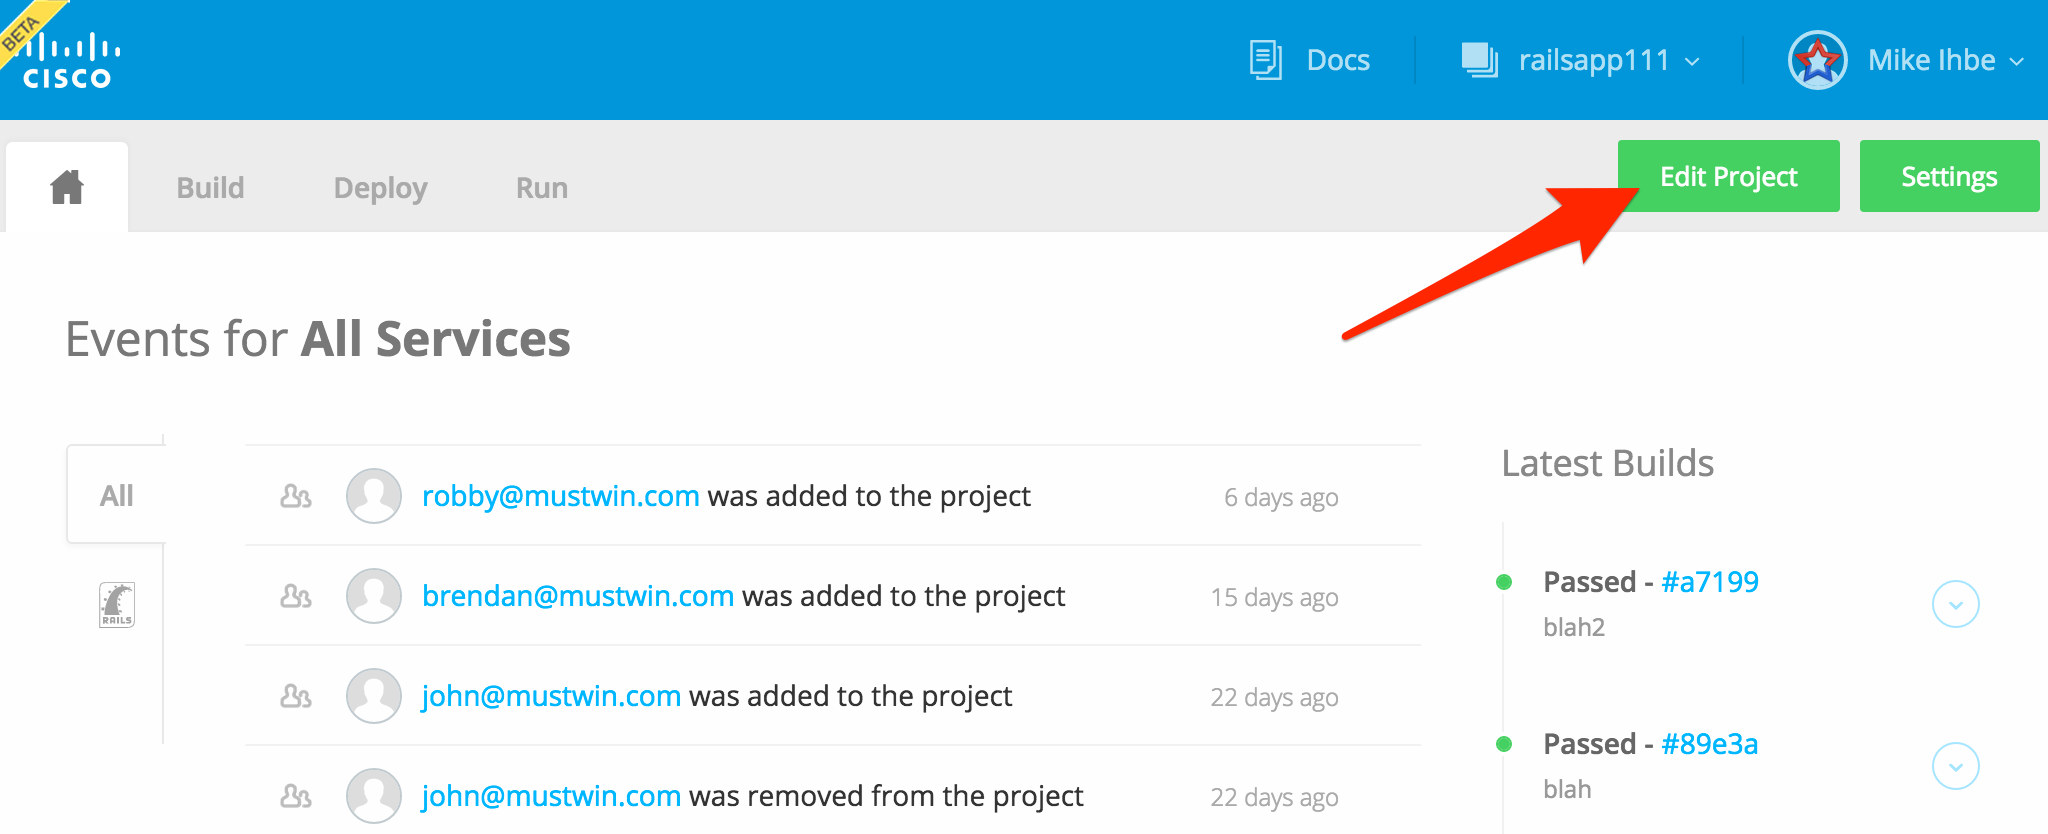 BETA
CISCO
Docs
railsapp111
Mike Ihbe
Build
Deploy
Run
Edit Project
Settings
Events for All Services
All
RAILS
robby@mustwin.com was added to the project 6 days ago
brendan@mustwin.com was added to the project 15 days ago
john@mustwin.com was added to the project 22 days ago
john@mustwin.com was removed from the project 22 days ago
Latest Builds
Passed - #a7199
blah2
Passed - #89e3a
blah